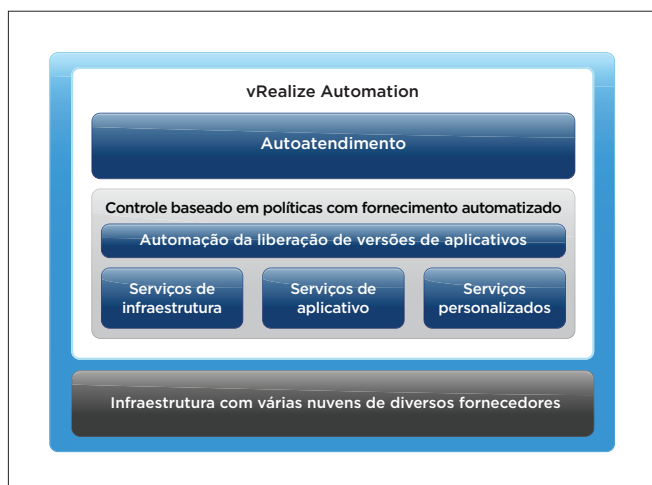 vRealize Automation
Autoatendimento
Controle baseado em políticas com fornecimento automatizado
Automação da liberação de versões de aplicativos
Serviços de
infraestrutura
Serviços de
aplicativo
Serviços
personalizados
Infraestrutura com várias nuvens de diversos fornecedores